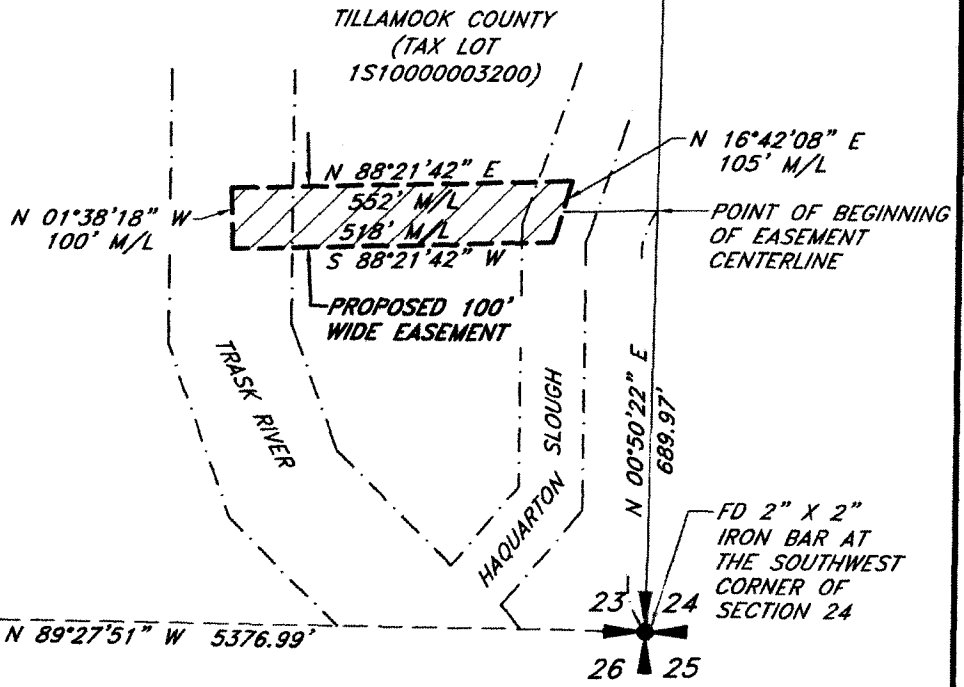 TILLAMOOK COUNTY
(TAX LOT
1S10000003200)
N 16°42'08" E
105' M/L
N 88°21'42" E
552' M/L
N 01°38'18" W
100' M/L
518' M/L
S 88°21'42" W
POINT OF BEGINNING
OF EASEMENT
CENTERLINE
PROPOSED 100'
WIDE EASEMENT
TRASK RIVER
HAQUARTON SLOUGH
N 00°50'22" E
689.97'
FD 2" X 2"
IRON BAR AT
THE SOUTHWEST
CORNER OF
SECTION 24
23 24
N 89°27'51" W 5376.99'
26 25